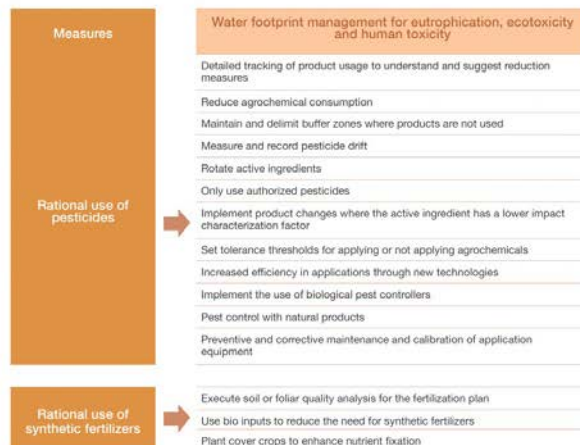 Measures
Water footprint management for eutrophication, ecotoxicity
and human toxicity
Rational use of
pesticides
Detailed tracking of product usage to understand and suggest reduction
measures
Reduce agrochemical consumption
Maintain and delimit buffer zones where products are not used
Measure and record pesticide drift
Rotate active ingredients
Only use authorized pesticides
Implement product changes where the active ingredient has a lower impact
characterization factor
Set tolerance thresholds for applying or not applying agrochemicals
Increased efficiency in applications through new technologies
Implement the use of biological pest controllers
Pest control with natural products
Preventive and corrective maintenance and calibration of application
equipment
Rational use of
synthetic fertilizers
Execute soil or foliar quality analysis for the fertilization plan
Use bio inputs to reduce the need for synthetic fertilizers
Plant cover crops to enhance nutrient fixation